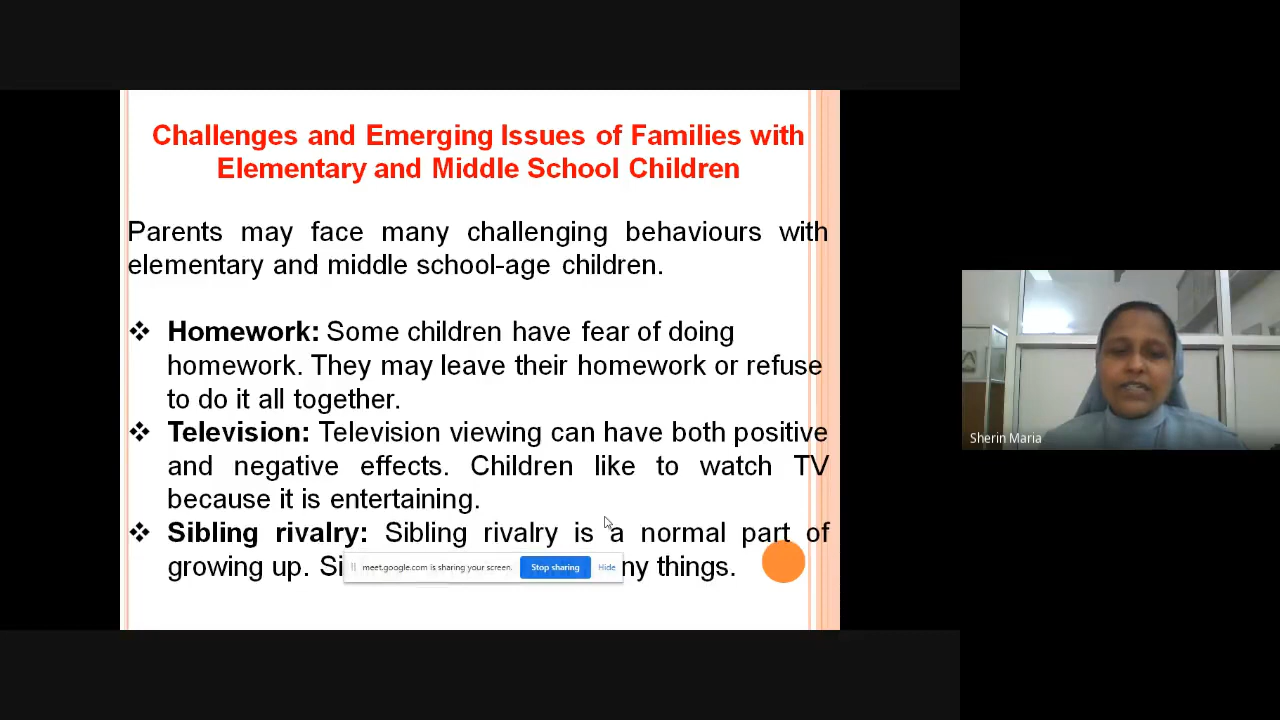 Challenges and Emerging Issues of Families with
Elementary and Middle School Children
Parents may face many challenging behaviours with
elementary and middle school-age children.
❖ Homework: Some children have fear of doing
homework. They may leave their homework or refuse
to do it all together.
❖ Television: Television viewing can have both positive
and negative effects. Children like to watch TV
because it is entertaining.
❖ Sibling rivalry: Sibling rivalry is a normal part of
growing up. things.
meet.google.com is sharing your screen. Stop sharing Hide
Sherin Maria